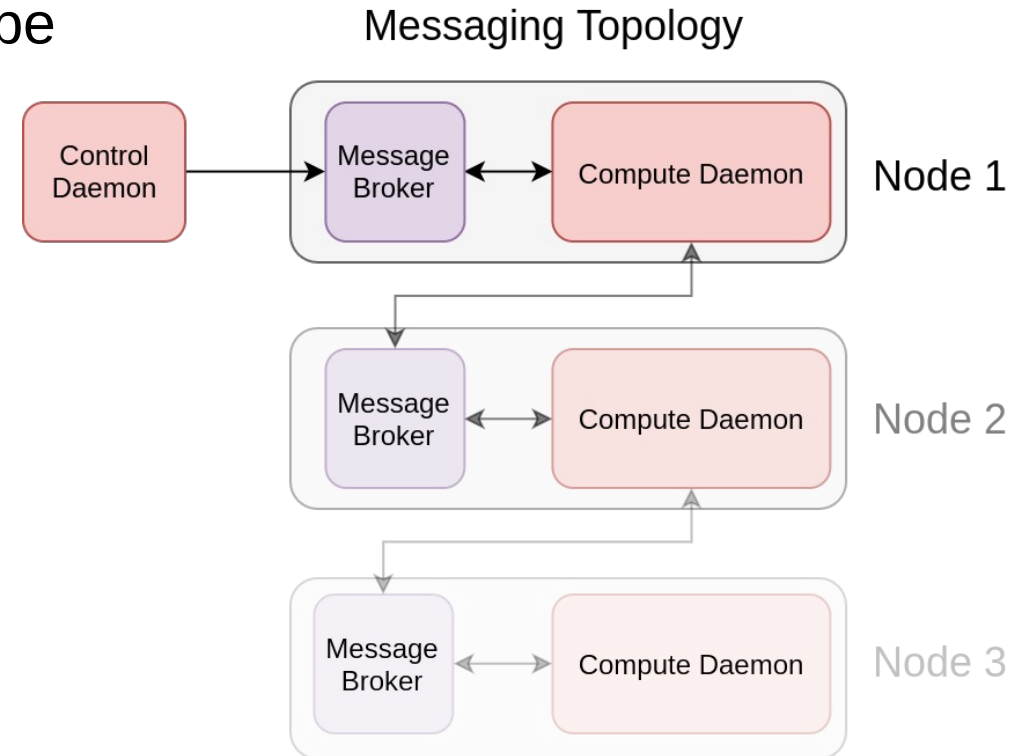 Messaging Topology
Control
Daemon
Message
Broker
Compute Daemon
Node 1
Message
Broker
Compute Daemon
Node 2
Message
Broker
Compute Daemon
Node 3